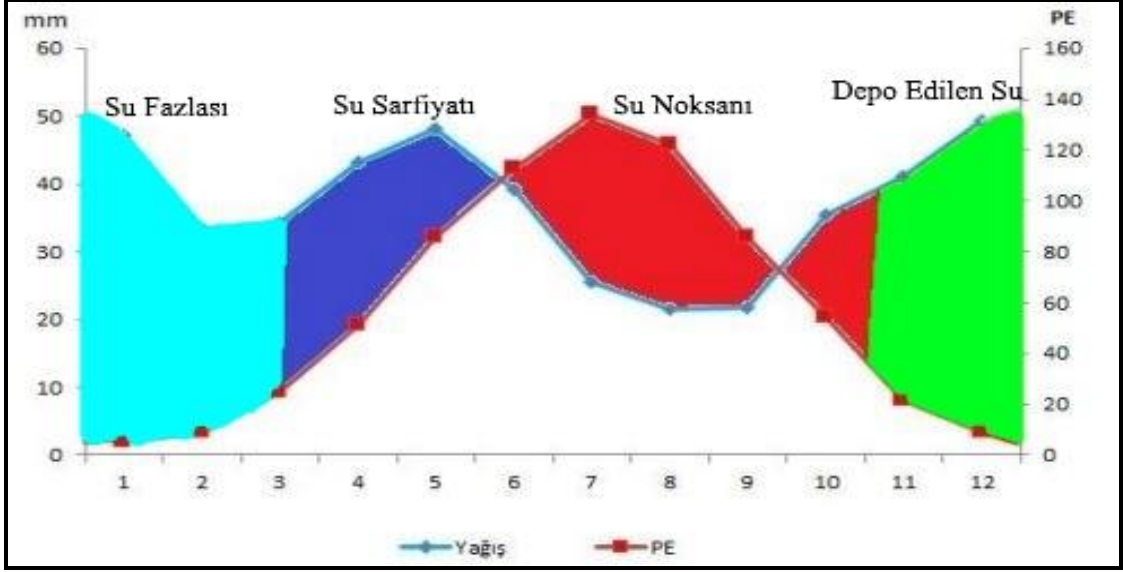 mm
PE
60
160
50
140
120
40
100
30
80
60
20
40
10
20
0
0
Su Fazlası
Su Sarfiyatı
Su Noksanı
Depo Edilen Su
1 2 3 4 5 6 7 8 9 10 11 12
Yağış PE